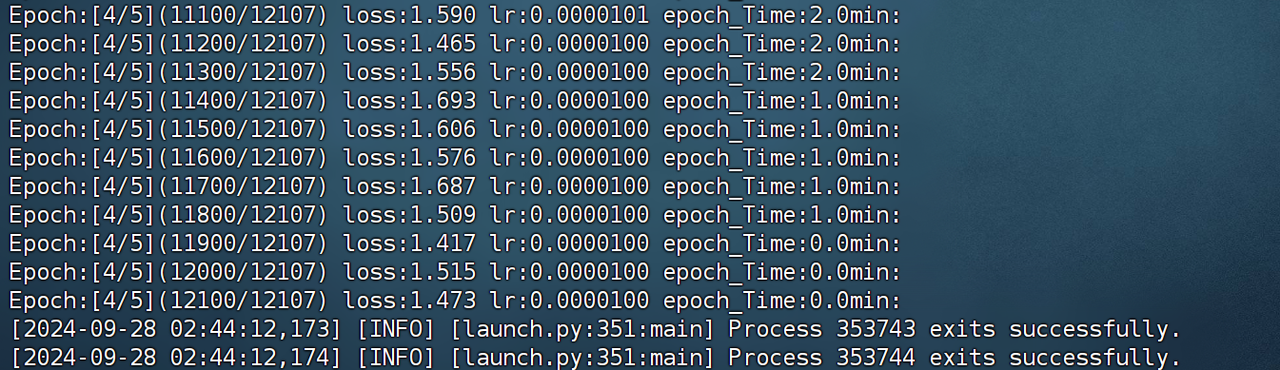 Epoch:[4/5](11100/12107) loss:1.590 lr:0.0000101 epoch_Time:2.0min:
Epoch:[4/5](11200/12107) loss:1.465 lr:0.0000100 epoch_Time:2.0min:
Epoch:[4/5](11300/12107) loss:1.556 lr:0.0000100 epoch_Time:2.0min:
Epoch:[4/5](11400/12107) loss:1.693 lr:0.0000100 epoch_Time:1.0min:
Epoch:[4/5](11500/12107) loss:1.606 lr:0.0000100 epoch_Time:1.0min:
Epoch:[4/5](11600/12107) loss:1.576 lr:0.0000100 epoch_Time:1.0min:
Epoch:[4/5](11700/12107) loss:1.687 lr:0.0000100 epoch_Time:1.0min:
Epoch:[4/5](11800/12107) loss:1.509 lr:0.0000100 epoch_Time:1.0min:
Epoch:[4/5](11900/12107) loss:1.417 lr:0.0000100 epoch_Time:0.0min:
Epoch:[4/5](12000/12107) loss:1.515 lr:0.0000100 epoch_Time:0.0min:
Epoch:[4/5](12100/12107) loss:1.473 lr:0.0000100 epoch_Time:0.0min:
[2024-09-28 02:44:12,173] [INFO] [launch.py:351:main] Process 353743 exits successfully.
[2024-09-28 02:44:12,174] [INFO] [launch.py:351:main] Process 353744 exits successfully.